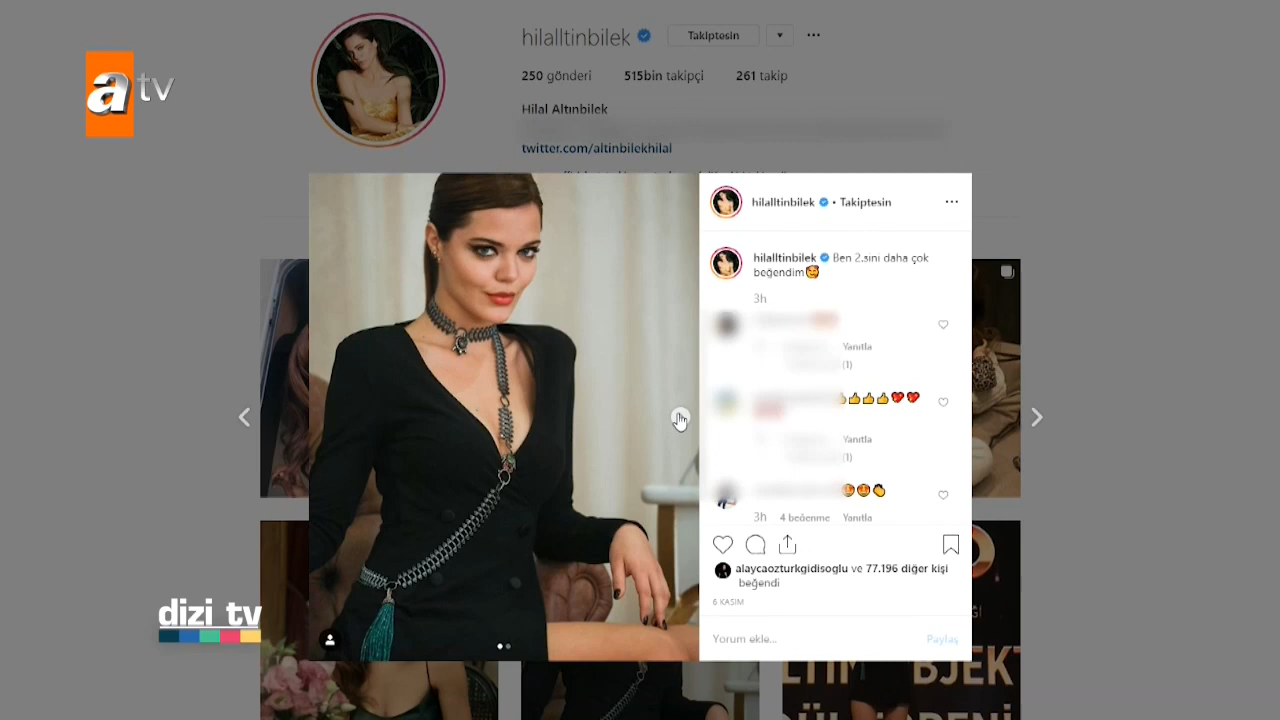 hilalltinbilek
Takiptesin
250 gönderi 515bin takipçi 261 takip
Hilal Altınbilek
twitter.com/altinbilekhilal
a tv
hilalltinbilek • Takiptesin
hilalltinbilek Ben 2.sini daha çok
beğendim🥰
3h
Yanıtla
(1)
👍👍👍💖💖
Yanıtla
(1)
🤩🤩👏
3h 4 beğenme Yanıtla
alaycaozturkgidisoglu ve 77.196 diğer kişi
beğendi
6 KASIM
Yorum ekle... Paylaş
dizi tv